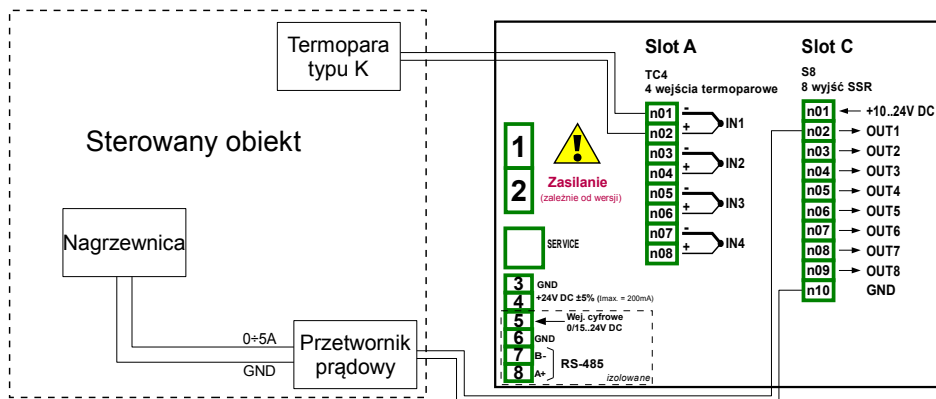 Termopara
typu K
Sterowany obiekt
Nagrzewnica
0÷5A
GND
Przetwornik
prądowy
1
2
Zasilanie
(zależnie od wersji)
SERVICE
3 GND
4 +24V DC ±5% (Imax. = 200mA)
5 Wej. cyfrowe
0/15..24V DC
6 GND
7 B-
8 A+
RS-485
izolowane
Slot A
TC4
4 wejścia termoparowe
n01 -
n02 + IN1
n03 -
n04 + IN2
n05 -
n06 + IN3
n07 -
n08 + IN4
Slot C
S8
8 wyjść SSR
n01 +10..24V DC
n02 OUT1
n03 OUT2
n04 OUT3
n05 OUT4
n06 OUT5
n07 OUT6
n08 OUT7
n09 OUT8
n10 GND